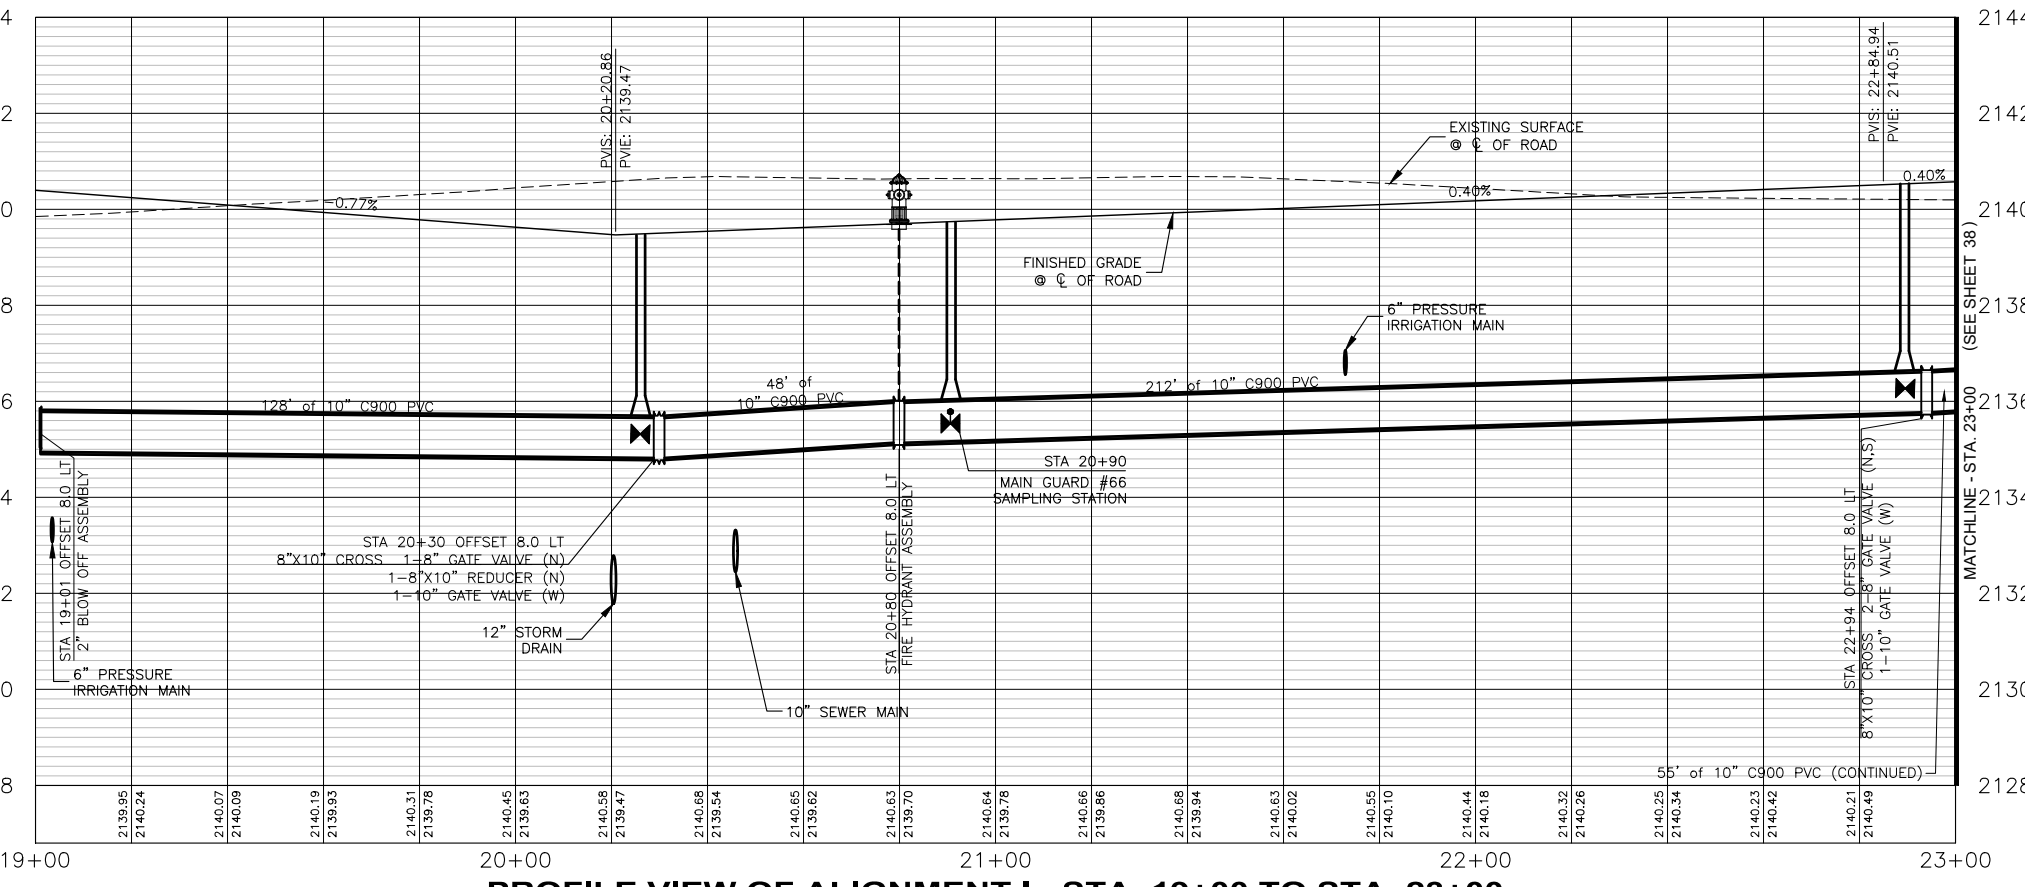 4
2144
PVIS: 20+20.86
PVIE: 2139.47
PVIS: 22+84.94
PVIE: 2140.51
2
2142
EXISTING SURFACE
@ ℄ OF ROAD
-0.77%
0.40%
0.40%
0
2140
FINISHED GRADE
@ ℄ OF ROAD
8
2138
6" PRESSURE
IRRIGATION MAIN
128' of 10" C900 PVC
48' of
10" C900 PVC
212' of 10" C900 PVC
6
2136
MATCHLINE - STA. 23+00 (SEE SHEET 38)
STA 19+01 OFFSET 8.0 LT
2" BLOW OFF ASSEMBLY
STA 20+90
MAIN GUARD #66
SAMPLING STATION
4
2134
STA 20+30 OFFSET 8.0 LT
8"X10" CROSS 1-8" GATE VALVE (N)
1-8"X10" REDUCER (N)
1-10" GATE VALVE (W)
STA 20+80 OFFSET 8.0 LT
FIRE HYDRANT ASSEMBLY
STA 22+94 OFFSET 8.0 LT
8"X10" CROSS 2-8" GATE VALVE (N,S)
1-10" GATE VALVE (W)
2
2132
12" STORM
DRAIN
6" PRESSURE
IRRIGATION MAIN
0
2130
10" SEWER MAIN
55' of 10" C900 PVC (CONTINUED)
8
2128
2139.95
2140.24
2140.07
2140.09
2140.19
2139.93
2140.31
2139.78
2140.45
2139.63
2140.58
2139.47
2140.68
2139.54
2140.65
2139.62
2140.63
2139.70
2140.64
2139.78
2140.66
2139.86
2140.68
2139.94
2140.63
2140.02
2140.55
2140.10
2140.44
2140.18
2140.32
2140.26
2140.25
2140.34
2140.23
2140.42
2140.21
2140.49
19+00
20+00
21+00
22+00
23+00
PROFILE VIEW OF ALIGNMENT I - STA. 19+00 TO STA. 23+00